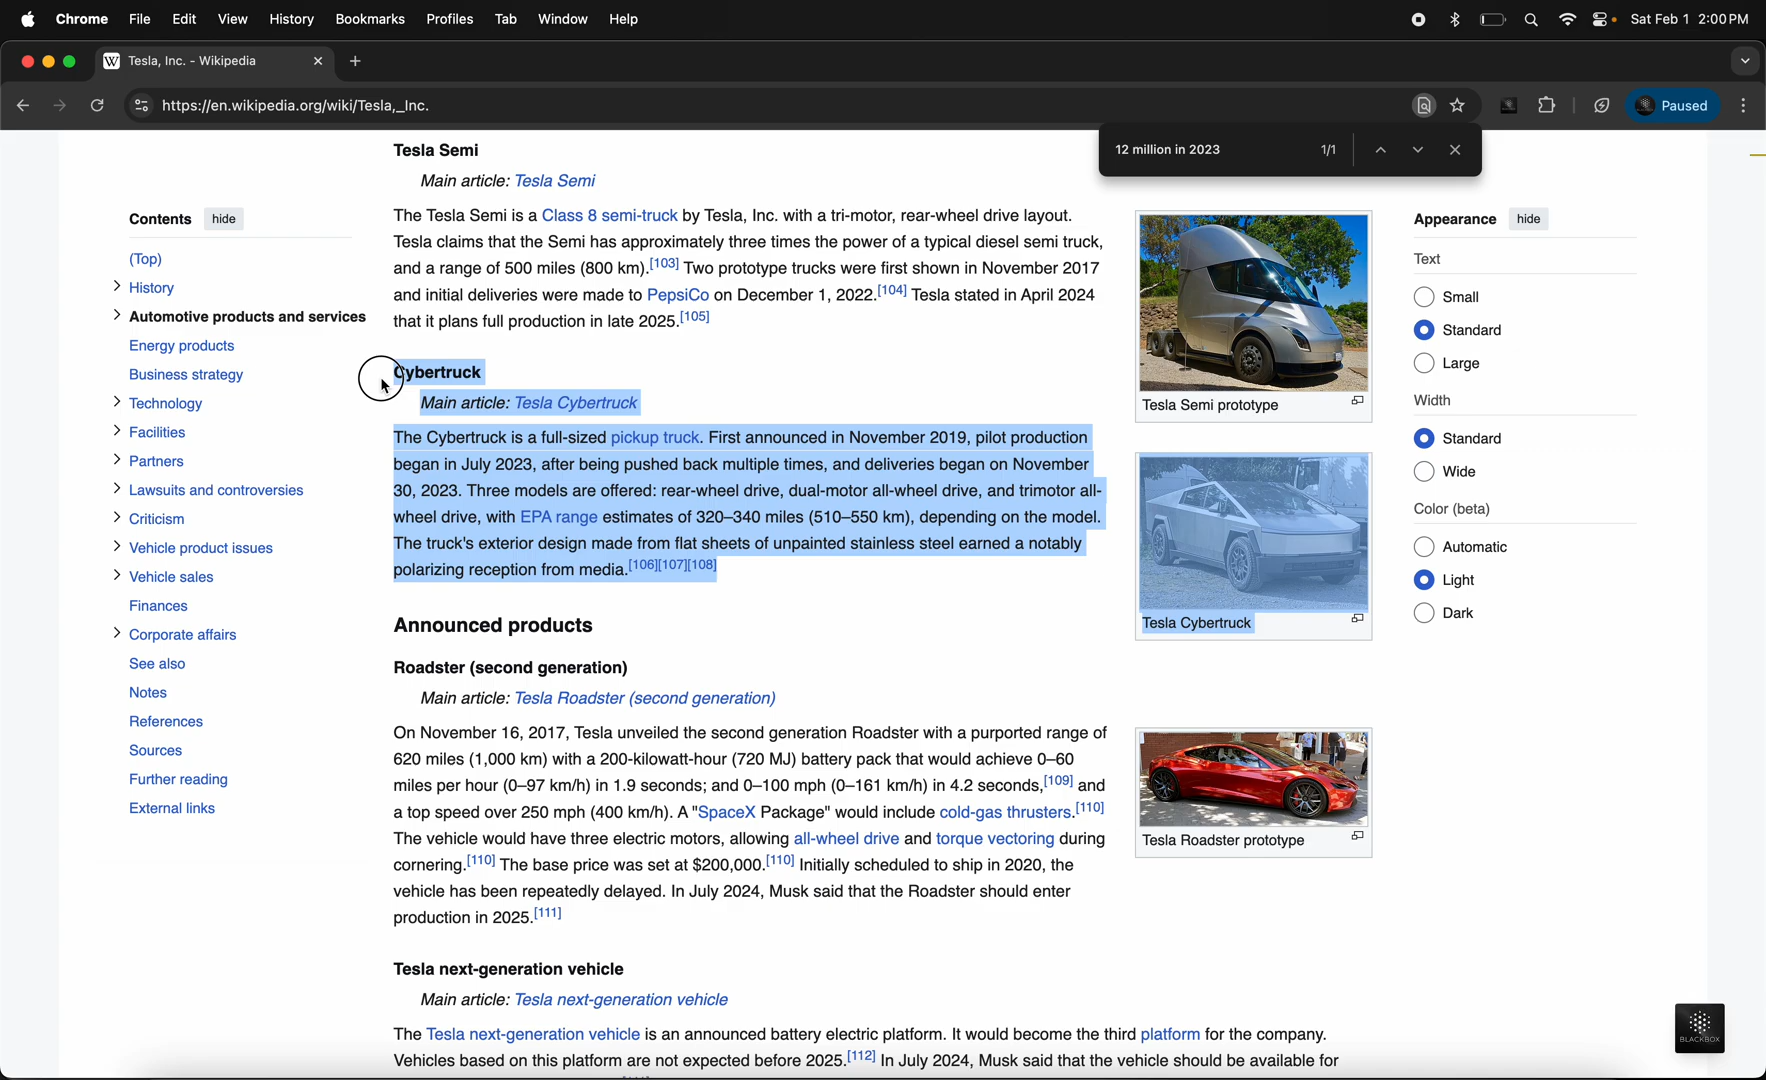 Chrome File Edit View History Bookmarks Profiles Tab Window Help
Sat Feb 1 2:00 PM
Tesla, Inc. - Wikipedia
https://en.wikipedia.org/wiki/Tesla,_Inc.
Paused
12 million in 2023 1/1
Contents hide
(Top)
History
Automotive products and services
Energy products
Business strategy
Technology
Facilities
Partners
Lawsuits and controversies
Criticism
Vehicle product issues
Vehicle sales
Finances
Corporate affairs
See also
Notes
References
Sources
Further reading
External links
Tesla Semi
Main article: Tesla Semi
The Tesla Semi is a Class 8 semi-truck by Tesla, Inc. with a tri-motor, rear-wheel drive layout.
Tesla claims that the Semi has approximately three times the power of a typical diesel semi truck,
and a range of 500 miles (800 km).[103] Two prototype trucks were first shown in November 2017
and initial deliveries were made to PepsiCo on December 1, 2022.[104] Tesla stated in April 2024
that it plans full production in late 2025.[105]
Tesla Semi prototype
Cybertruck
Main article: Tesla Cybertruck
The Cybertruck is a full-sized pickup truck. First announced in November 2019, pilot production
began in July 2023, after being pushed back multiple times, and deliveries began on November
30, 2023. Three models are offered: rear-wheel drive, dual-motor all-wheel drive, and trimotor all-
wheel drive, with EPA range estimates of 320–340 miles (510–550 km), depending on the model.
The truck's exterior design made from flat sheets of unpainted stainless steel earned a notably
polarizing reception from media.[106][107][108]
Tesla Cybertruck
Announced products
Roadster (second generation)
Main article: Tesla Roadster (second generation)
On November 16, 2017, Tesla unveiled the second generation Roadster with a purported range of
620 miles (1,000 km) with a 200-kilowatt-hour (720 MJ) battery pack that would achieve 0–60
miles per hour (0–97 km/h) in 1.9 seconds; and 0–100 mph (0–161 km/h) in 4.2 seconds,[109] and
a top speed over 250 mph (400 km/h). A "SpaceX Package" would include cold-gas thrusters.[110]
The vehicle would have three electric motors, allowing all-wheel drive and torque vectoring during
cornering.[110] The base price was set at $200,000.[110] Initially scheduled to ship in 2020, the
vehicle has been repeatedly delayed. In July 2024, Musk said that the Roadster should enter
production in 2025.[111]
Tesla Roadster prototype
Tesla next-generation vehicle
Main article: Tesla next-generation vehicle
The Tesla next-generation vehicle is an announced battery electric platform. It would become the third platform for the company.
Vehicles based on this platform are not expected before 2025.[112] In July 2024, Musk said that the vehicle should be available for
Appearance hide
Text
Small
Standard
Large
Width
Standard
Wide
Color (beta)
Automatic
Light
Dark
BLACKBOX